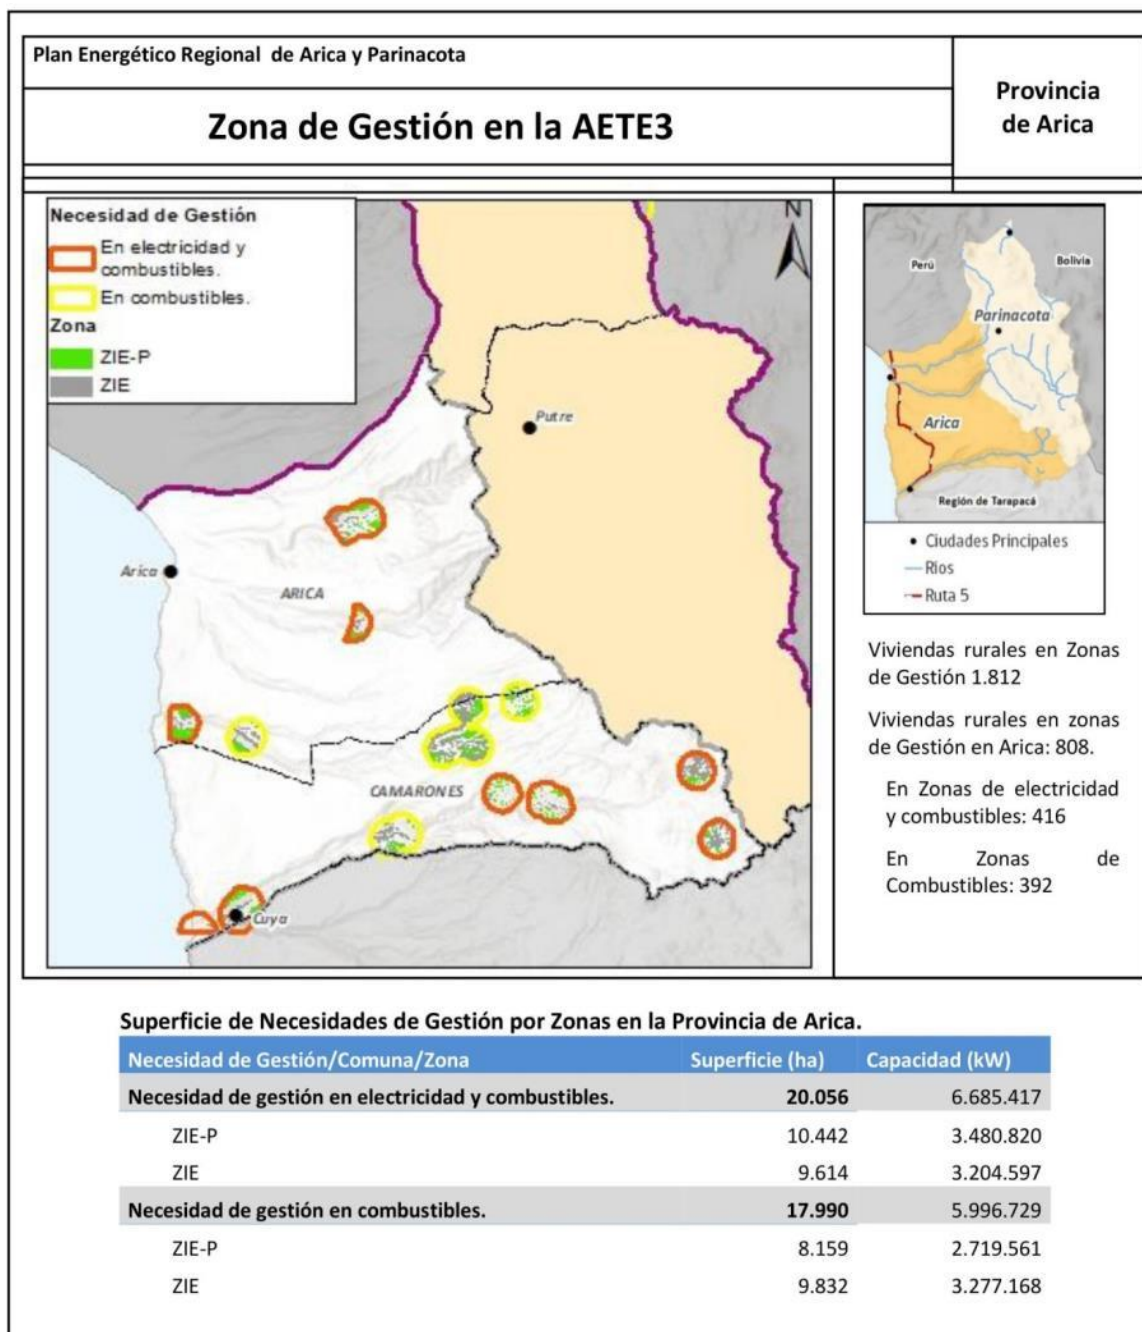 Plan Energético Regional de Arica y Parinacota
Zona de Gestión en la AETE3
Provincia
de Arica
Necesidad de Gestión
En electricidad y
combustibles.
En combustibles.
Zona
ZIE-P
ZIE
N
Putre
Arica
ARICA
CAMARONES
Cuya
Perú
Bolivia
Parinacota
Arica
Región de Tarapacá
Ciudades Principales
Rios
Ruta 5
Viviendas rurales en Zonas
de Gestión 1.812
Viviendas rurales en zonas
de Gestión en Arica: 808.
En Zonas de electricidad
y combustibles: 416
En Zonas de
Combustibles: 392
Superficie de Necesidades de Gestión por Zonas en la Provincia de Arica.
Necesidad de Gestión/Comuna/Zona Superficie (ha) Capacidad (kW)
Necesidad de gestión en electricidad y combustibles. 20.056 6.685.417
ZIE-P 10.442 3.480.820
ZIE 9.614 3.204.597
Necesidad de gestión en combustibles. 17.990 5.996.729
ZIE-P 8.159 2.719.561
ZIE 9.832 3.277.168